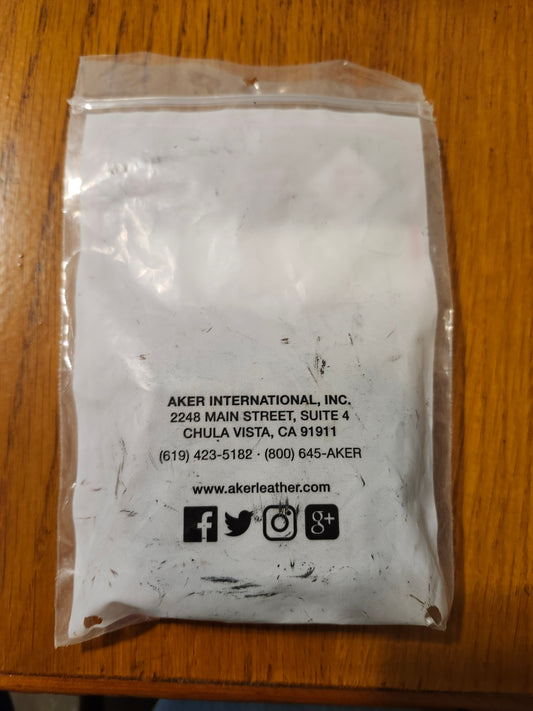 AKER INTERNATIONAL, INC.
2248 MAIN STREET, SUITE 4
CHULA VISTA, CA 91911
(619) 423-5182 · (800) 645-AKER
www.akerleather.com
f g+